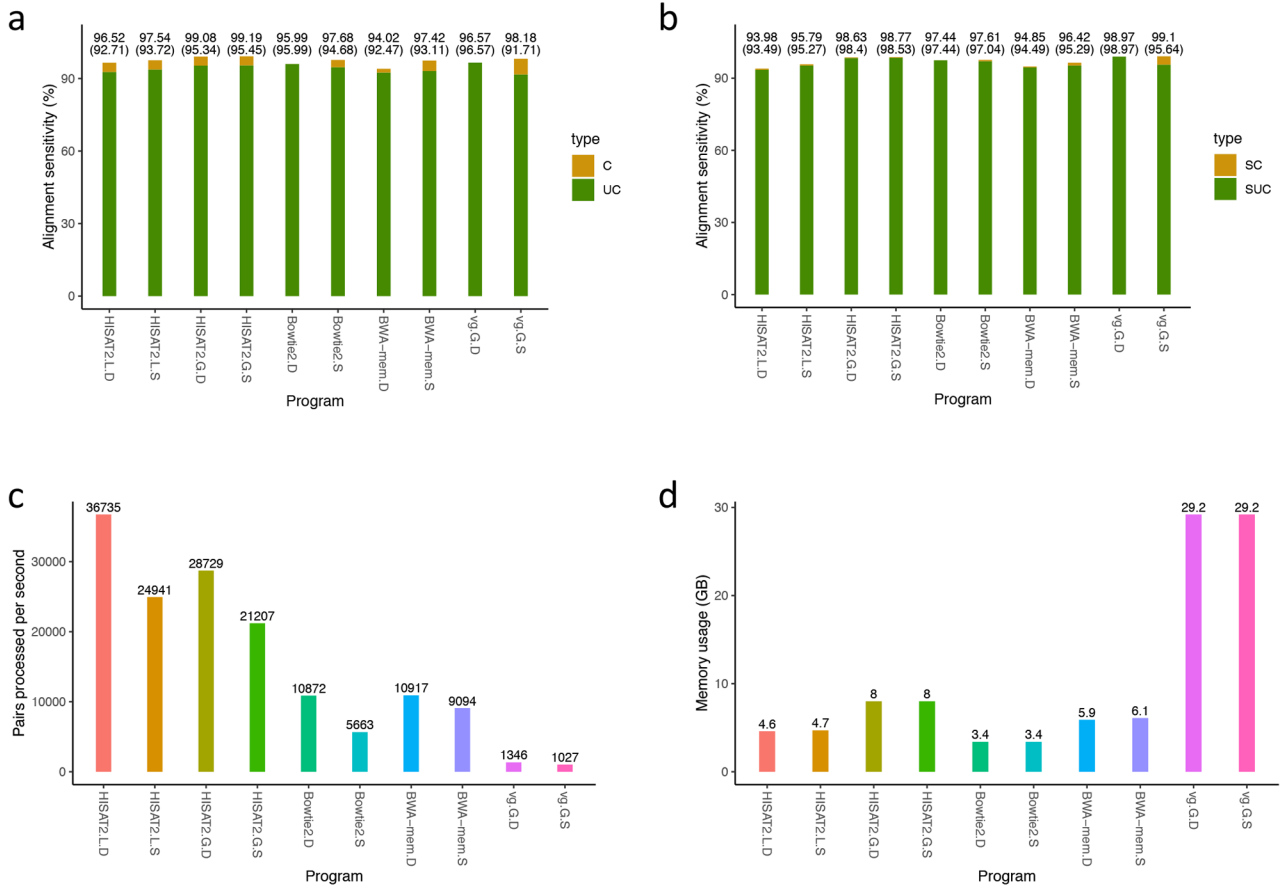 a
96.52 97.54 99.08 99.19 95.99 97.68 94.02 97.42 96.57 98.18
(92.71) (93.72) (95.34) (95.45) (95.99) (94.68) (92.47) (93.11) (96.57) (91.71)
90
60
30
0
Alignment sensitivity (%)
type
C
UC
HISAT2.L.D
HISAT2.L.S
HISAT2.G.D
HISAT2.G.S
Bowtie2.D
Bowtie2.S
BWA−mem.D
BWA−mem.S
vg.G.D
vg.G.S
Program
b
93.98 95.79 98.63 98.77 97.44 97.61 94.85 96.42 98.97 99.1
(93.49) (95.27) (98.4) (98.53) (97.44) (97.04) (94.49) (95.29) (98.97) (95.64)
90
60
30
0
Alignment sensitivity (%)
type
SC
SUC
HISAT2.L.D
HISAT2.L.S
HISAT2.G.D
HISAT2.G.S
Bowtie2.D
Bowtie2.S
BWA−mem.D
BWA−mem.S
vg.G.D
vg.G.S
Program
c
36735
24941
28729
21207
10872
5663
10917
9094
1346
1027
30000
20000
10000
0
Pairs processed per second
HISAT2.L.D
HISAT2.L.S
HISAT2.G.D
HISAT2.G.S
Bowtie2.D
Bowtie2.S
BWA−mem.D
BWA−mem.S
vg.G.D
vg.G.S
Program
d
4.6
4.7
8
8
3.4
3.4
5.9
6.1
29.2
29.2
30
20
10
0
Memory usage (GB)
HISAT2.L.D
HISAT2.L.S
HISAT2.G.D
HISAT2.G.S
Bowtie2.D
Bowtie2.S
BWA−mem.D
BWA−mem.S
vg.G.D
vg.G.S
Program